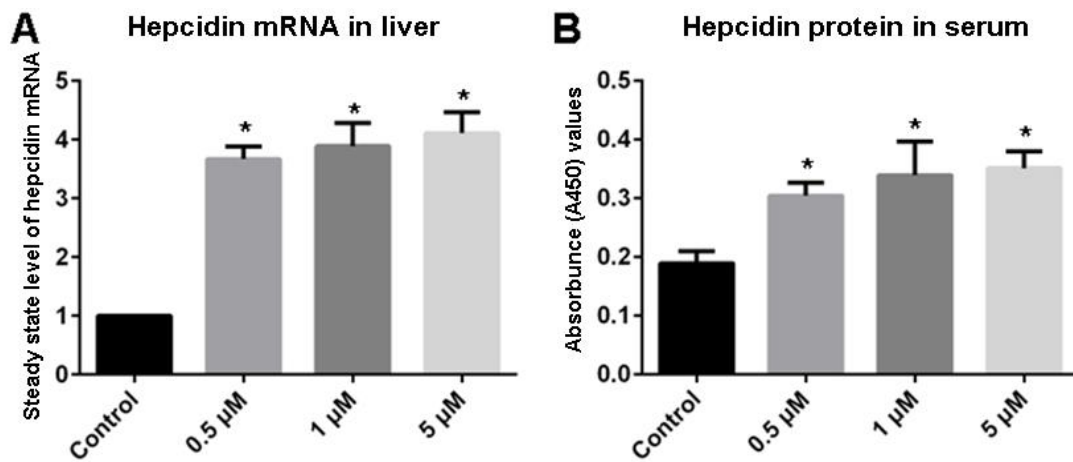 A
Hepcidin mRNA in liver
Steady state level of hepcidin mRNA
5
4
3
2
1
0
*
*
*
Control
0.5 µM
1 µM
5 µM
B
Hepcidin protein in serum
Absorbunce (A450) values
0.5
0.4
0.3
0.2
0.1
0.0
*
*
*
Control
0.5 µM
1 µM
5 µM